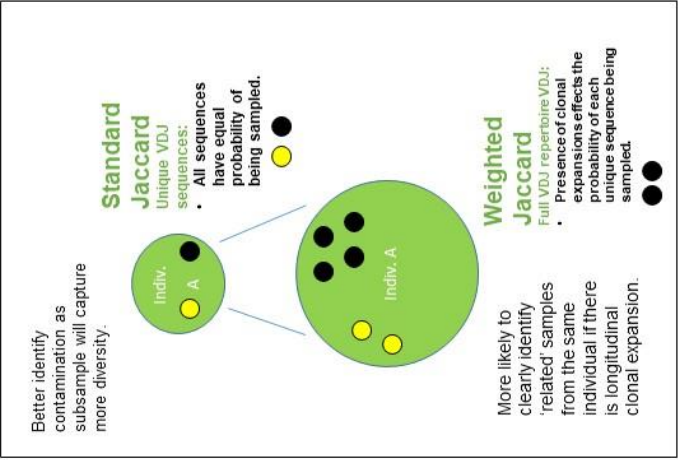 Better identify
contamination as
subsample will capture
more diversity.
Indiv.
A
Standard
Jaccard
Unique VDJ
sequences:
• All sequences
have equal
probability of
being sampled.
More likely to
clearly identify
‘related’ samples
from the same
individual if there
is longitudinal
clonal expansion.
Indiv. A
Weighted
Jaccard
Full VDJ repertoire VDJ:
• Presence of clonal
expansions effects the
probability of each
unique sequence being
sampled.